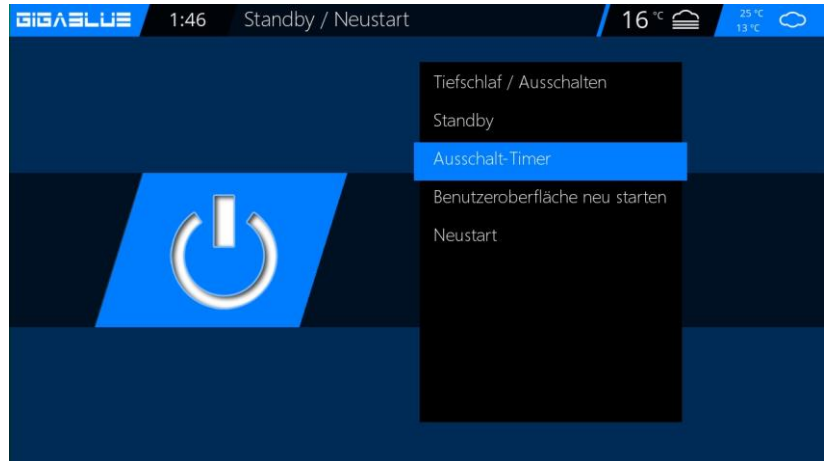 GIGABLUE 1:46 Standby / Neustart 16 °C 25 °C
13 °C
Tiefschlaf / Ausschalten
Standby
Ausschalt-Timer
Benutzeroberfläche neu starten
Neustart